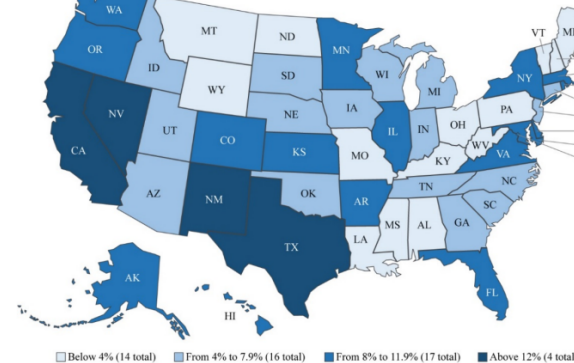 WA
VT
ME
MT
ND
MN
OR
ID
SD
WI
NY
WY
MI
NE
IA
PA
NV
UT
CO
IL
IN
OH
CA
KS
MO
WV
VA
KY
AZ
NM
OK
AR
TN
NC
SC
TX
LA
MS
AL
GA
AK
HI
FL
Below 4% (14 total)
From 4% to 7.9% (16 total)
From 8% to 11.9% (17 total)
Above 12% (4 total)